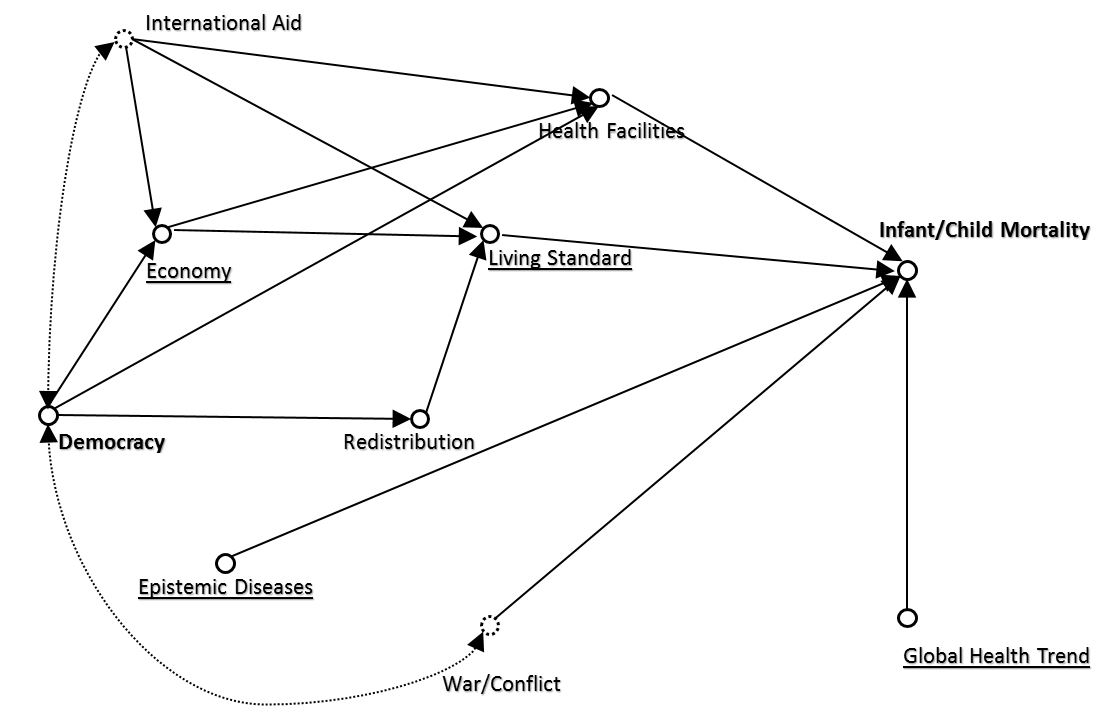 International Aid
Health Facilities
Infant/Child Mortality
Economy
Living Standard
Democracy
Redistribution
Epistemic Diseases
Global Health Trend
War/Conflict